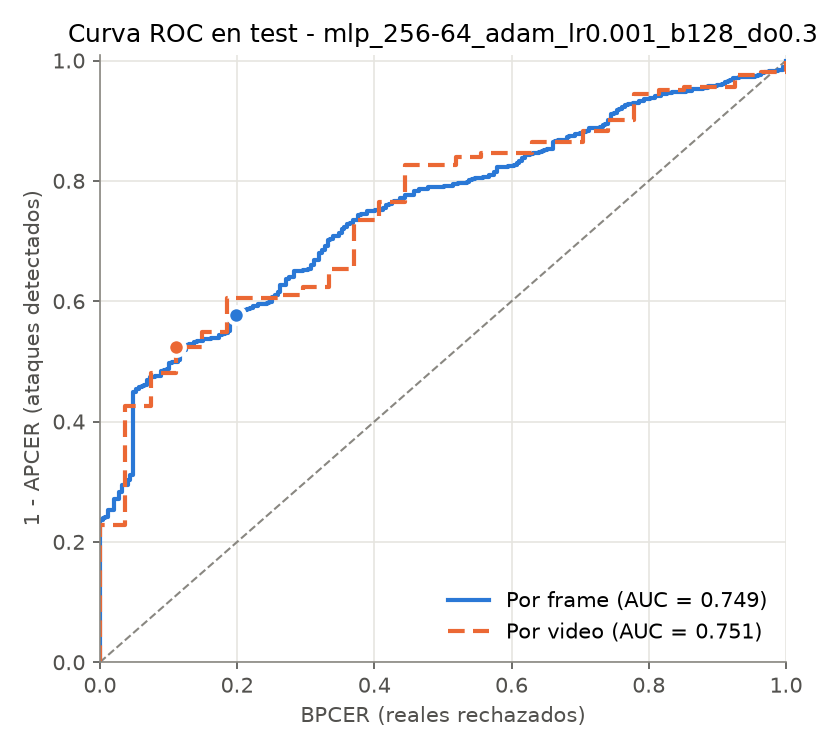 Curva ROC en test - mlp_256-64_adam_lr0.001_b128_do0.3
1 - APCER (ataques detectados)
1.0
0.8
0.6
0.4
0.2
0.0
Por frame (AUC = 0.749)
Por video (AUC = 0.751)
0.0 0.2 0.4 0.6 0.8 1.0
BPCER (reales rechazados)